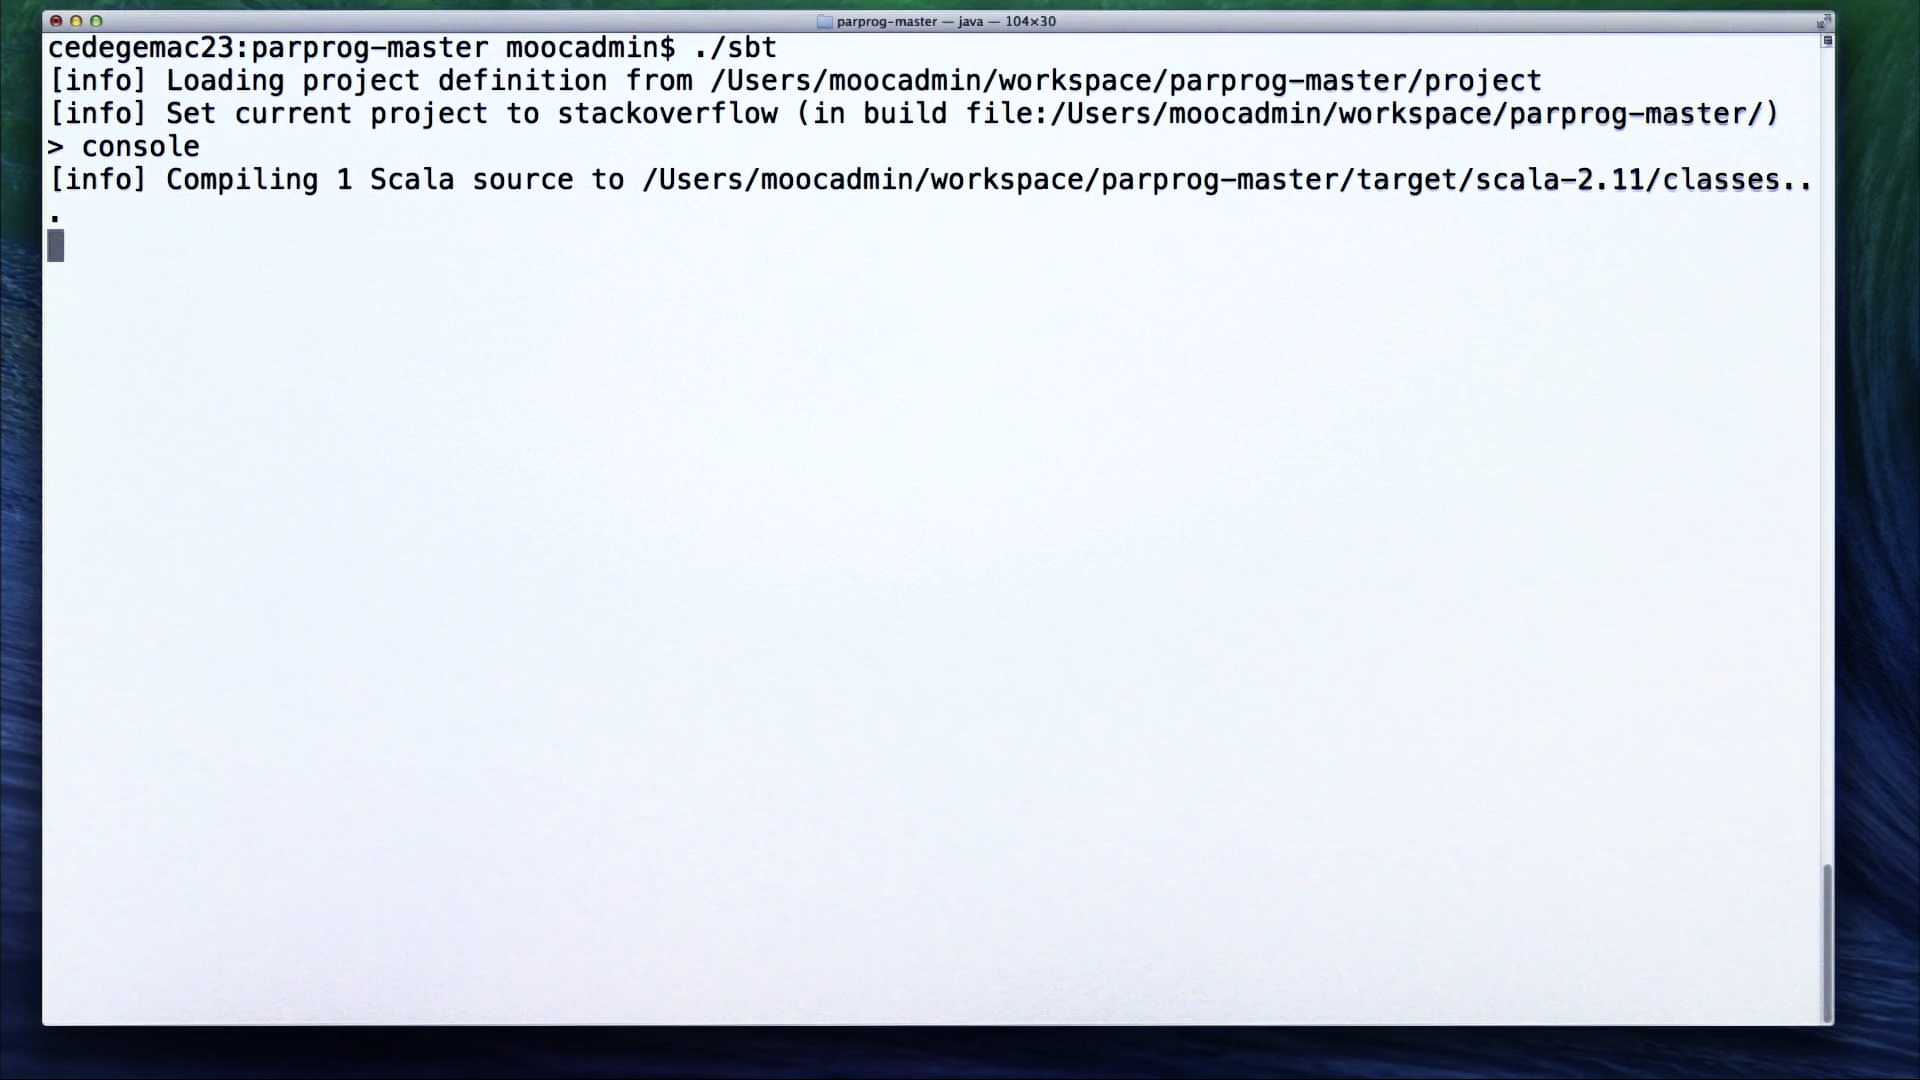 parprog-master — java — 104×30
cedegemac23:parprog-master moocadmin$ ./sbt
[info] Loading project definition from /Users/moocadmin/workspace/parprog-master/project
[info] Set current project to stackoverflow (in build file:/Users/moocadmin/workspace/parprog-master/)
> console
[info] Compiling 1 Scala source to /Users/moocadmin/workspace/parprog-master/target/scala-2.11/classes..
.